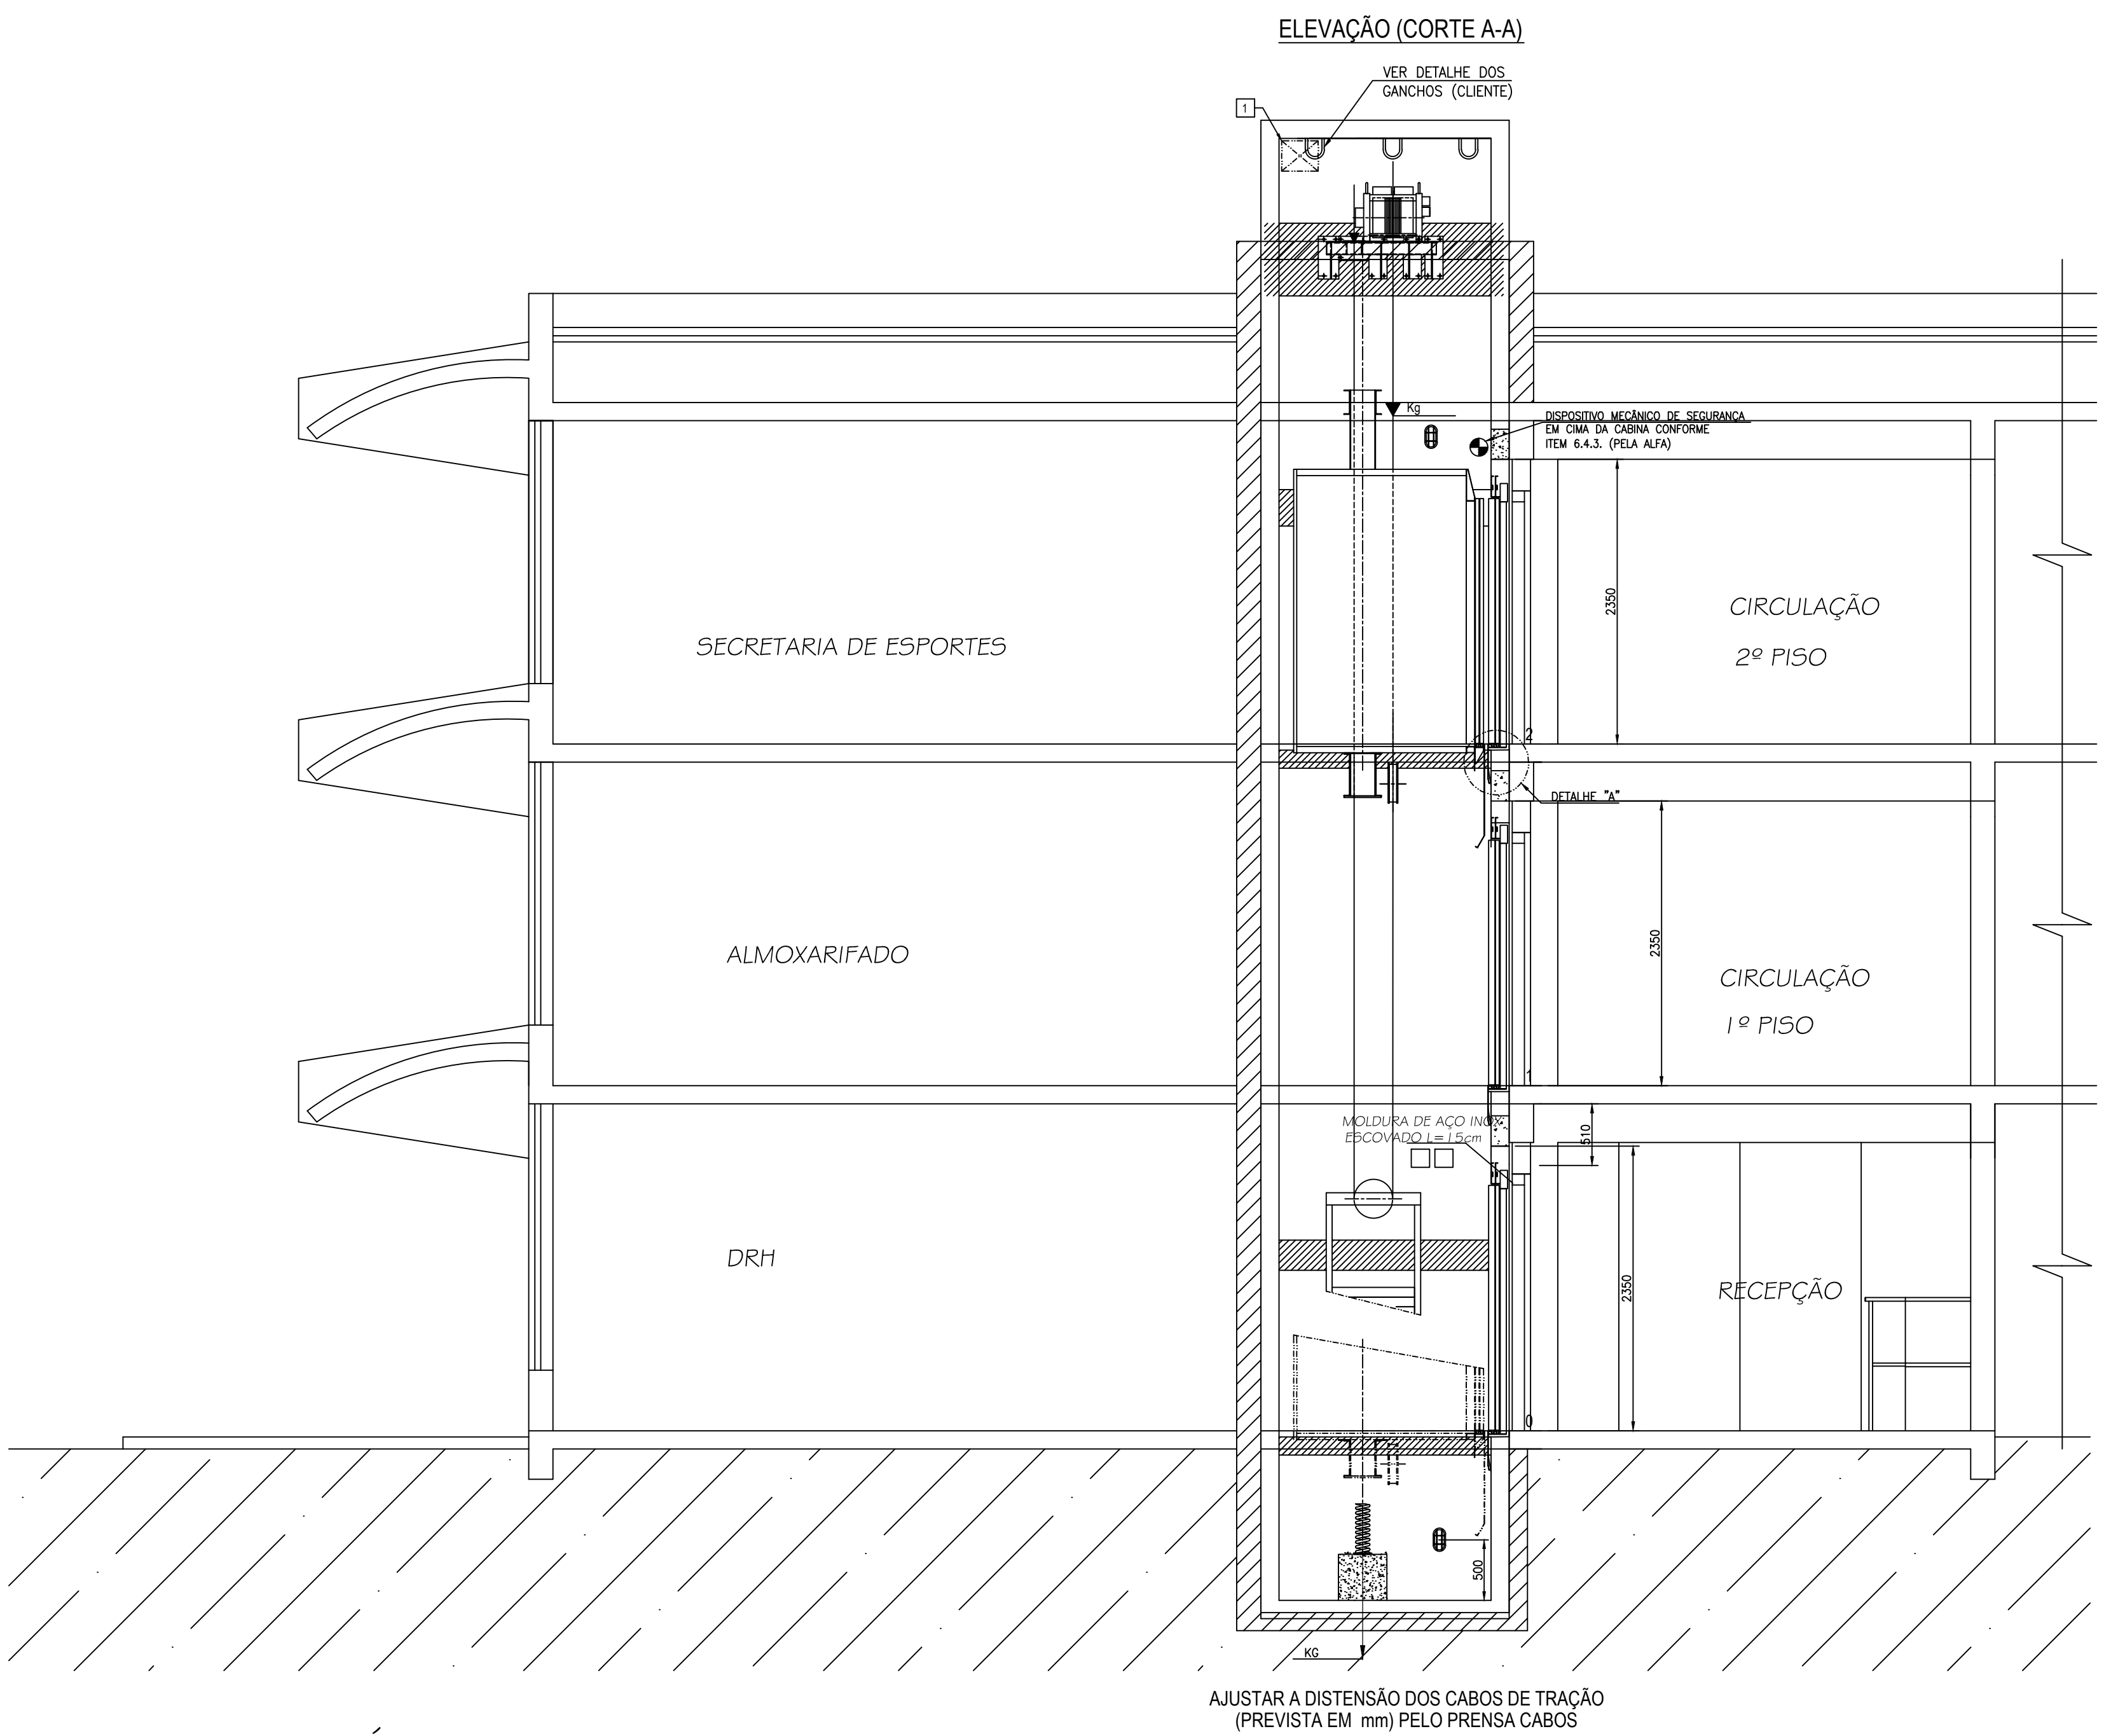 ELEVAÇÃO (CORTE A-A)
VER DETALHE DOS
GANCHOS (CLIENTE)
1
Kg
DISPOSITIVO MECÂNICO DE SEGURANÇA
EM CIMA DA CABINA CONFORME
ITEM 6.4.3. (PELA ALFA)
2350
CIRCULAÇÃO
2º PISO
SECRETARIA DE ESPORTES
2
DETALHE "A"
2350
ALMOXARIFADO
CIRCULAÇÃO
1º PISO
1
MOLDURA DE AÇO INOX
ESCOVADO L=15cm
510
DRH
2350
RECEPÇÃO
0
500
KG
AJUSTAR A DISTENSÃO DOS CABOS DE TRAÇÃO
(PREVISTA EM mm) PELO PRENSA CABOS